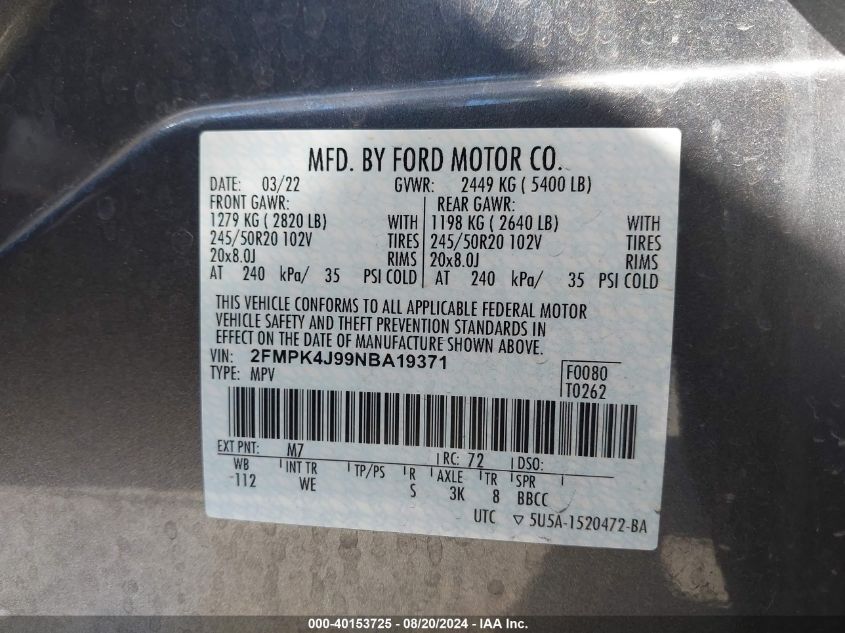 MFD. BY FORD MOTOR CO.
DATE: 03/22 GVWR: 2449 KG ( 5400 LB)
FRONT GAWR: REAR GAWR:
1279 KG ( 2820 LB) WITH 1198 KG ( 2640 LB) WITH
245/50R20 102V TIRES 245/50R20 102V TIRES
20x8.0J RIMS 20x8.0J RIMS
AT 240 kPa/ 35 PSI COLD AT 240 kPa/ 35 PSI COLD
THIS VEHICLE CONFORMS TO ALL APPLICABLE FEDERAL MOTOR
VEHICLE SAFETY AND THEFT PREVENTION STANDARDS IN
EFFECT ON THE DATE OF MANUFACTURE SHOWN ABOVE.
VIN: 2FMPK4J99NBA19371 F0080
TYPE: MPV T0262
EXT PNT: M7 RC: 72 DSO:
WB INT TR TP/PS R AXLE TR SPR
112 WE S 3K 8 BBCC
UTC ▽ 5U5A-1520472-BA
000-40153725 - 08/20/2024 - IAA Inc.